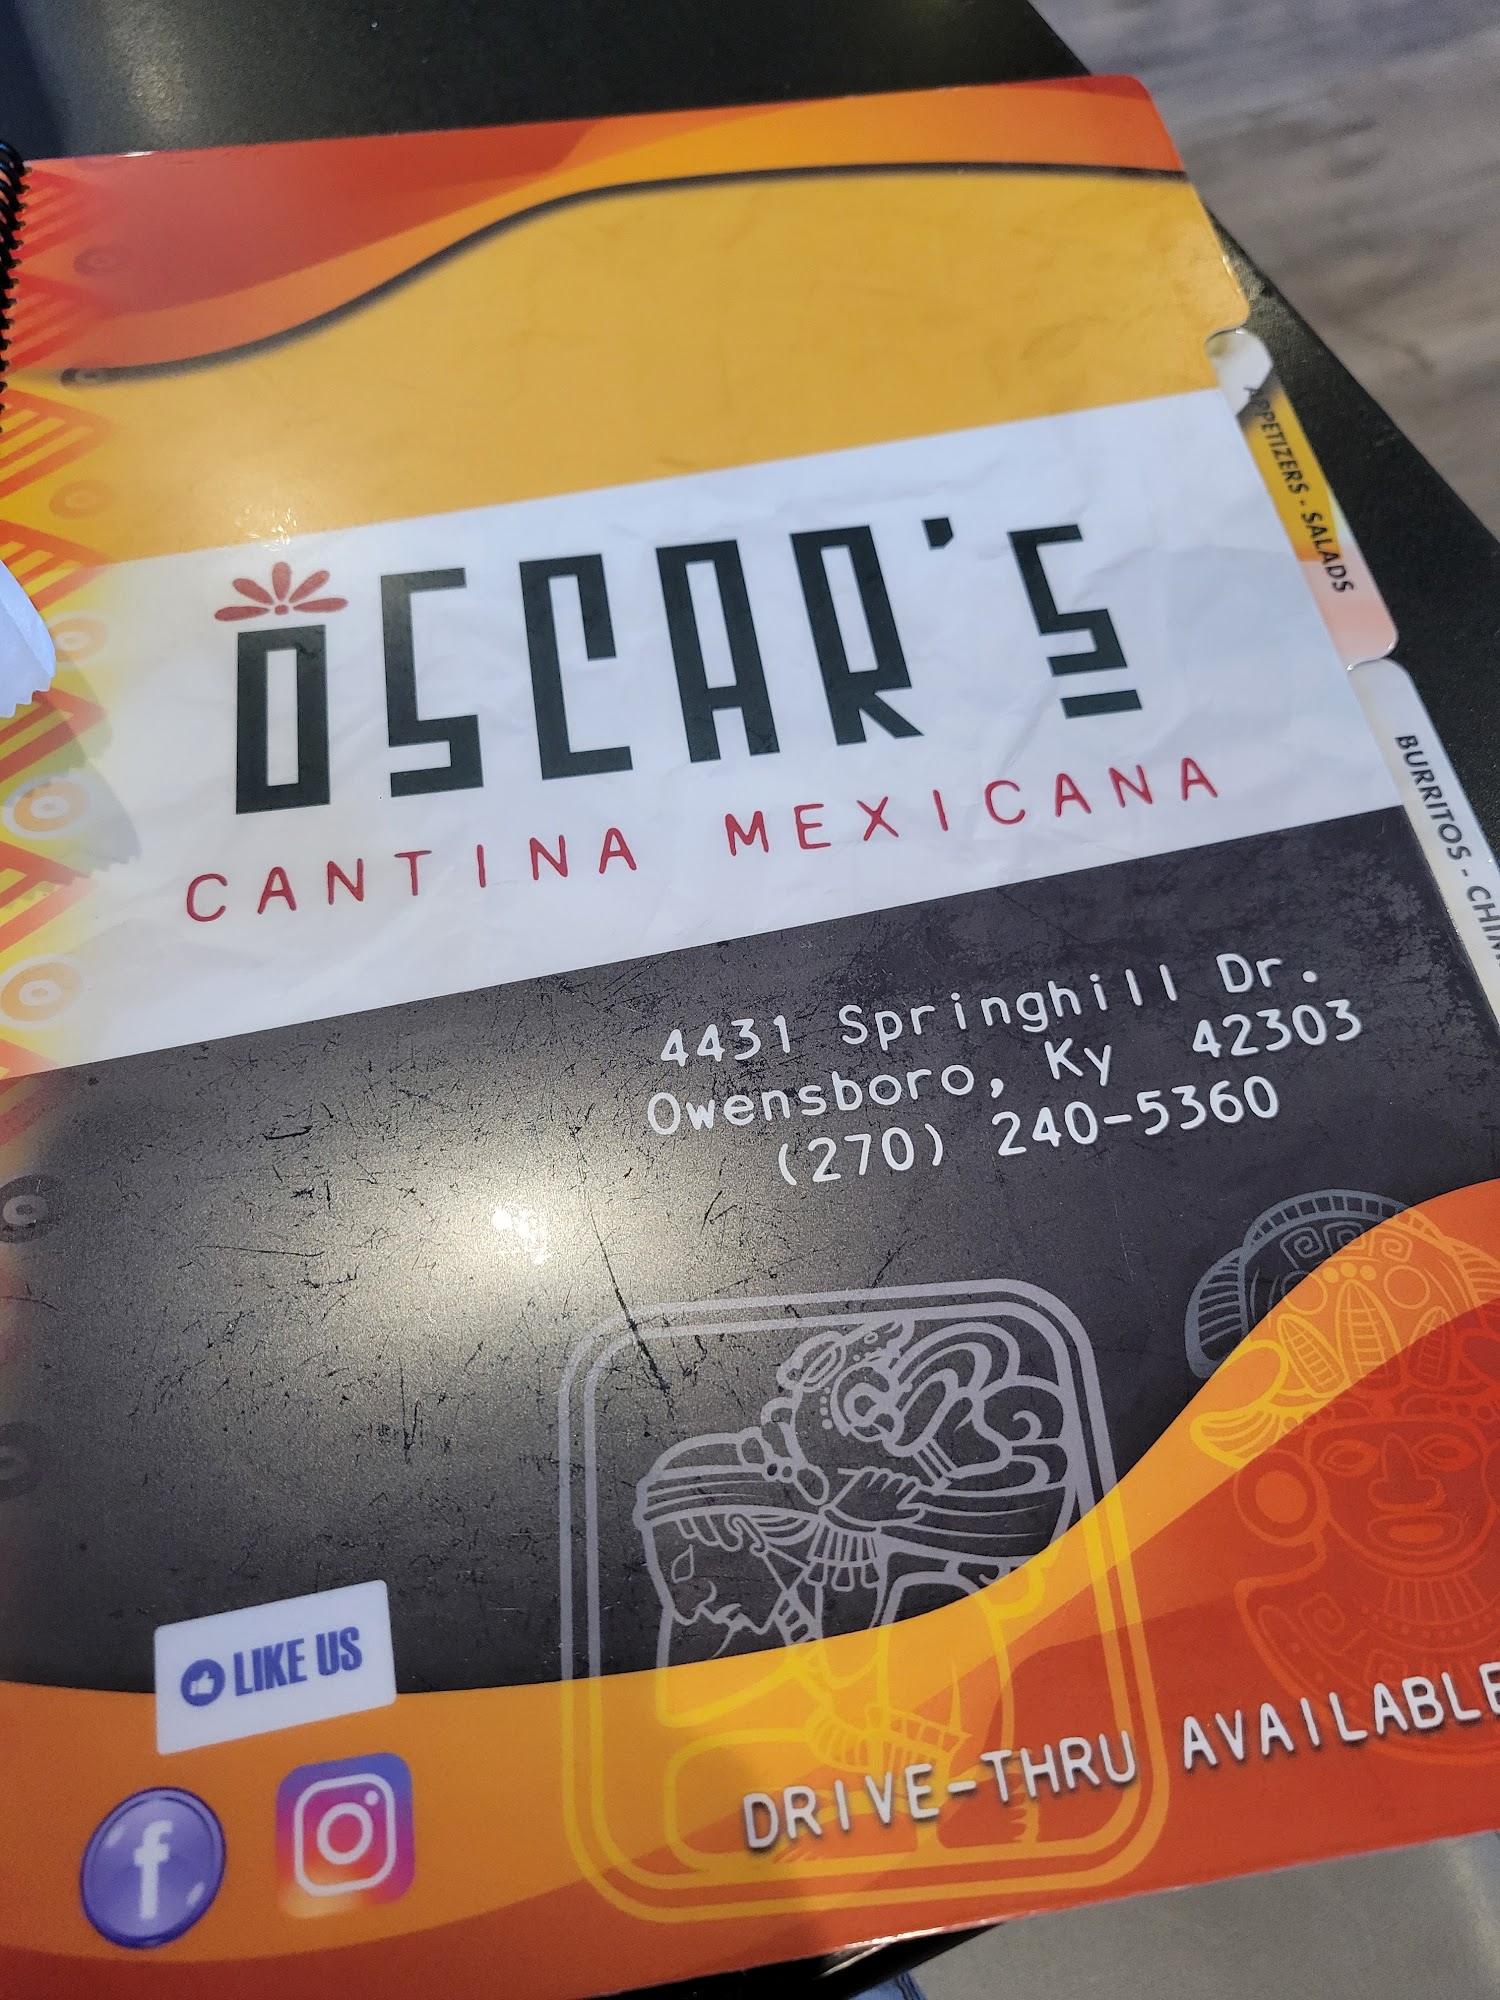 OSCAR'S
CANTINA MEXICANA
4431 Springhill Dr.
Owensboro, Ky 42303
(270) 240-5360
APPETIZERS - SALADS
BURRITOS -
LIKE US
f
DRIVE-THRU AVAILABLE